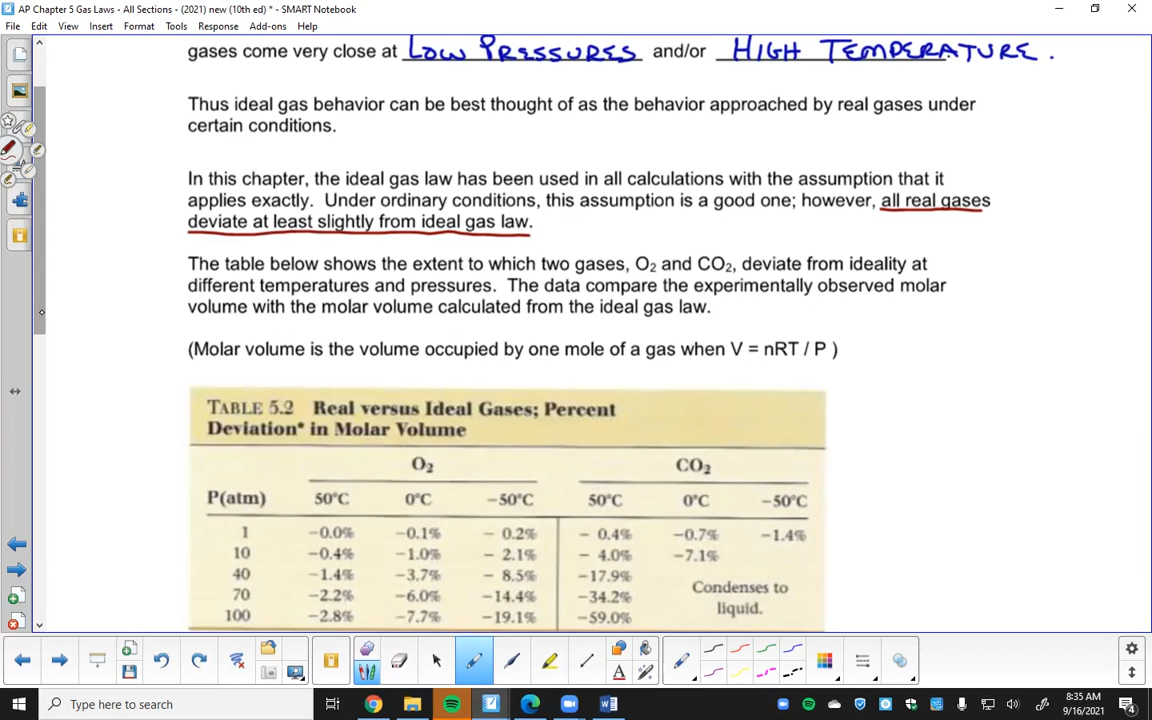 AP Chapter 5 Gas Laws - All Sections - (2021) new (10th ed) * - SMART Notebook
File Edit View Insert Format Tools Response Add-ons Help
gases come very close at LOW PRESSURES and/or HIGH TEMPERATURE.
Thus ideal gas behavior can be best thought of as the behavior approached by real gases under
certain conditions.
In this chapter, the ideal gas law has been used in all calculations with the assumption that it
applies exactly. Under ordinary conditions, this assumption is a good one; however, all real gases
deviate at least slightly from ideal gas law.
The table below shows the extent to which two gases, O₂ and CO₂, deviate from ideality at
different temperatures and pressures. The data compare the experimentally observed molar
volume with the molar volume calculated from the ideal gas law.
(Molar volume is the volume occupied by one mole of a gas when V = nRT / P )
TABLE 5.2 Real versus Ideal Gases; Percent
Deviation* in Molar Volume
O₂ CO₂
P(atm) 50°C 0°C −50°C 50°C 0°C −50°C
1 −0.0% −0.1% − 0.2% − 0.4% −0.7% −1.4%
10 −0.4% −1.0% − 2.1% − 4.0% −7.1%
40 −1.4% −3.7% − 8.5% −17.9%
Condenses to
70 −2.2% −6.0% −14.4% −34.2%
liquid.
100 −2.8% −7.7% −19.1% −59.0%
A
Type here to search
W
8:35 AM
9/16/2021
4